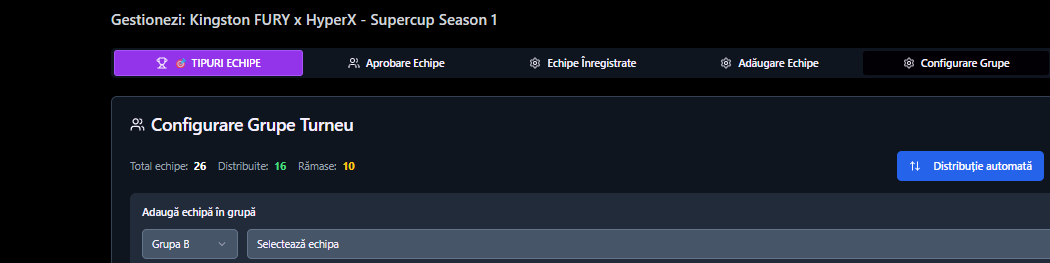 Gestionezi: Kingston FURY x HyperX - Supercup Season 1
🎯 TIPURI ECHIPE Aprobare Echipe Echipe Înregistrate Adăugare Echipe Configurare Grupe
Configurare Grupe Turneu
Total echipe: 26 Distribuite: 16 Rămase: 10 Distribuție automată
Adaugă echipă în grupă
Grupa B Selectează echipa